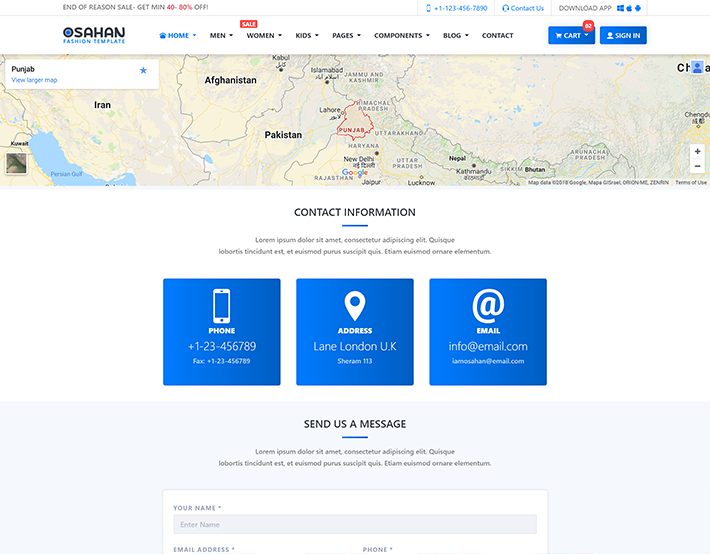 END OF REASON SALE- GET MIN 40- 80% OFF!
+1-123-456-7890
Contact Us
DOWNLOAD APP
OSAHAN
FASHION TEMPLATE
HOME
MEN
SALE
WOMEN
KIDS
PAGES
COMPONENTS
BLOG
CONTACT
CART
02
SIGN IN
Punjab
View larger map
Kabul
کابل
Islamabad
JAMMU AND
KASHMIR
Afghanistan
Iran
Lahore
HIMACHAL
PRADESH
PUNJAB
UTTARAKHAND
Pakistan
HARYANA
New Delhi
नई दिल्ली
UTTAR
PRADESH
Nepal
Kathmandu
काठमाडौं
SIKKIM
Bhutan
ARUNACHAL
PRADESH
Chengdu
成都
Kuwait
Persian Gulf
RAJASTHAN
Jaipur
Lucknow
Google
Map data ©2018 Google, Mapa GISrael, ORION-ME, ZENRIN
Terms of Use
CONTACT INFORMATION
Lorem ipsum dolor sit amet, consectetur adipiscing elit. Quisque
lobortis tincidunt est, et euismod purus suscipit quis. Etiam euismod ornare elementum.
PHONE
+1-23-456789
Fax: +1-23-456789
ADDRESS
Lane London U.K
Sheram 113
@
EMAIL
info@email.com
iamosahan@email.com
SEND US A MESSAGE
Lorem ipsum dolor sit amet, consectetur adipiscing elit. Quisque
lobortis tincidunt est, et euismod purus suscipit quis. Etiam euismod ornare elementum.
YOUR NAME *
Enter Name
EMAIL ADDRESS *
PHONE *